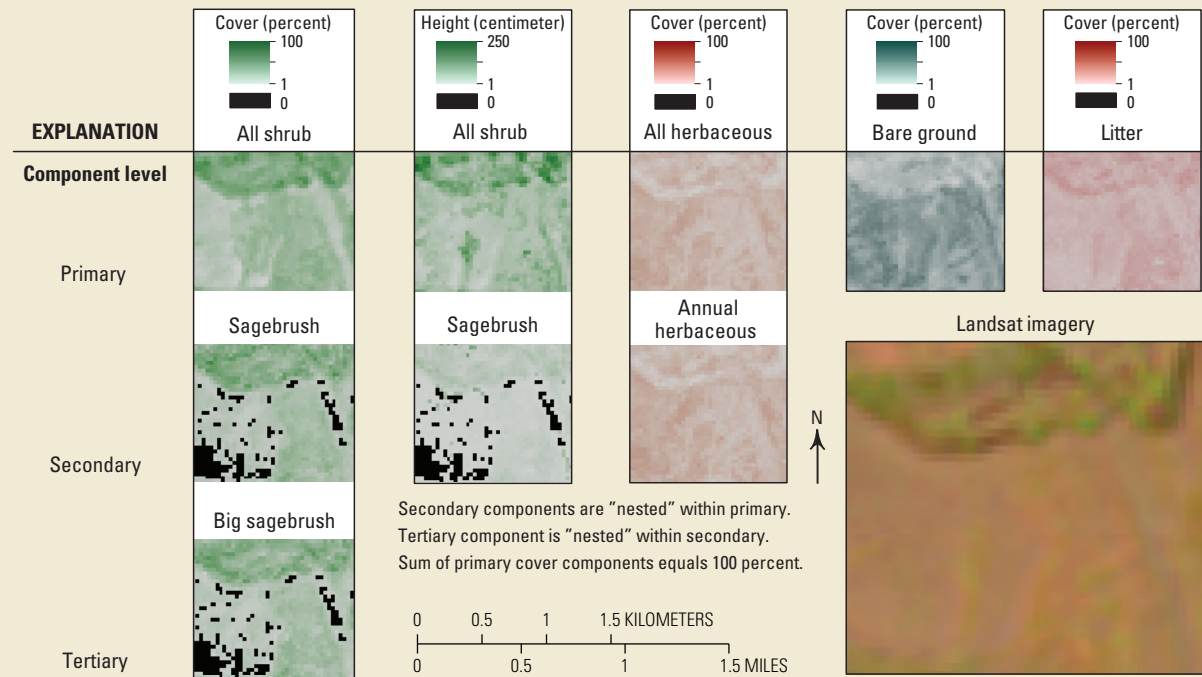 Cover (percent)
100
1
0
All shrub
Height (centimeter)
250
1
0
All shrub
Cover (percent)
100
1
0
All herbaceous
Cover (percent)
100
1
0
Bare ground
Cover (percent)
100
1
0
Litter
EXPLANATION
Component level
Primary
Sagebrush
Sagebrush
Annual
herbaceous
Landsat imagery
N
Secondary
Big sagebrush
Secondary components are ”nested” within primary.
Tertiary component is ”nested” within secondary.
Sum of primary cover components equals 100 percent.
0 0.5 1 1.5 KILOMETERS
0 0.5 1 1.5 MILES
Tertiary